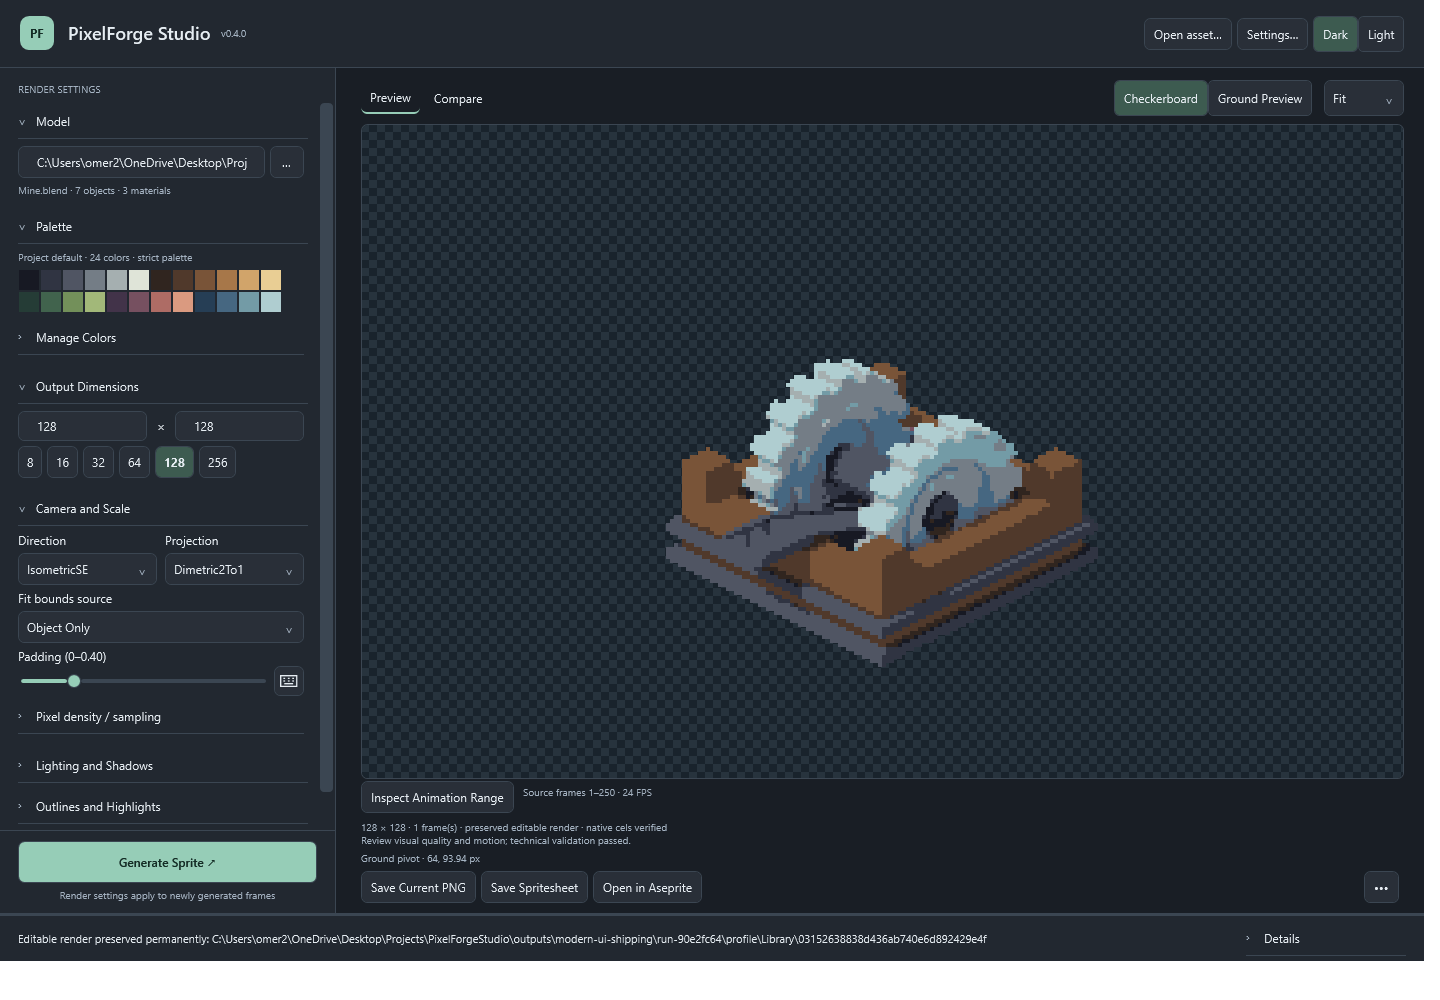 PF PixelForge Studio v0.4.0
Open asset... Settings... Dark Light
RENDER SETTINGS
Model
C:\Users\omer2\OneDrive\Desktop\Proj ...
Mine.blend · 7 objects · 3 materials
Palette
Project default · 24 colors · strict palette
Manage Colors
Output Dimensions
128 × 128
8 16 32 64 128 256
Camera and Scale
Direction Projection
IsometricSE Dimetric2To1
Fit bounds source
Object Only
Padding (0–0.40)
Pixel density / sampling
Lighting and Shadows
Outlines and Highlights
Generate Sprite ↗
Render settings apply to newly generated frames
Preview Compare
Checkerboard Ground Preview Fit
Inspect Animation Range Source frames 1–250 · 24 FPS
128 × 128 · 1 frame(s) · preserved editable render · native cels verified
Review visual quality and motion; technical validation passed.
Ground pivot · 64, 93.94 px
Save Current PNG Save Spritesheet Open in Aseprite •••
Editable render preserved permanently: C:\Users\omer2\OneDrive\Desktop\Projects\PixelForgeStudio\outputs\modern-ui-shipping\run-90e2fc64\profile\Library\03152638838d436ab740e6d892429e4f
Details